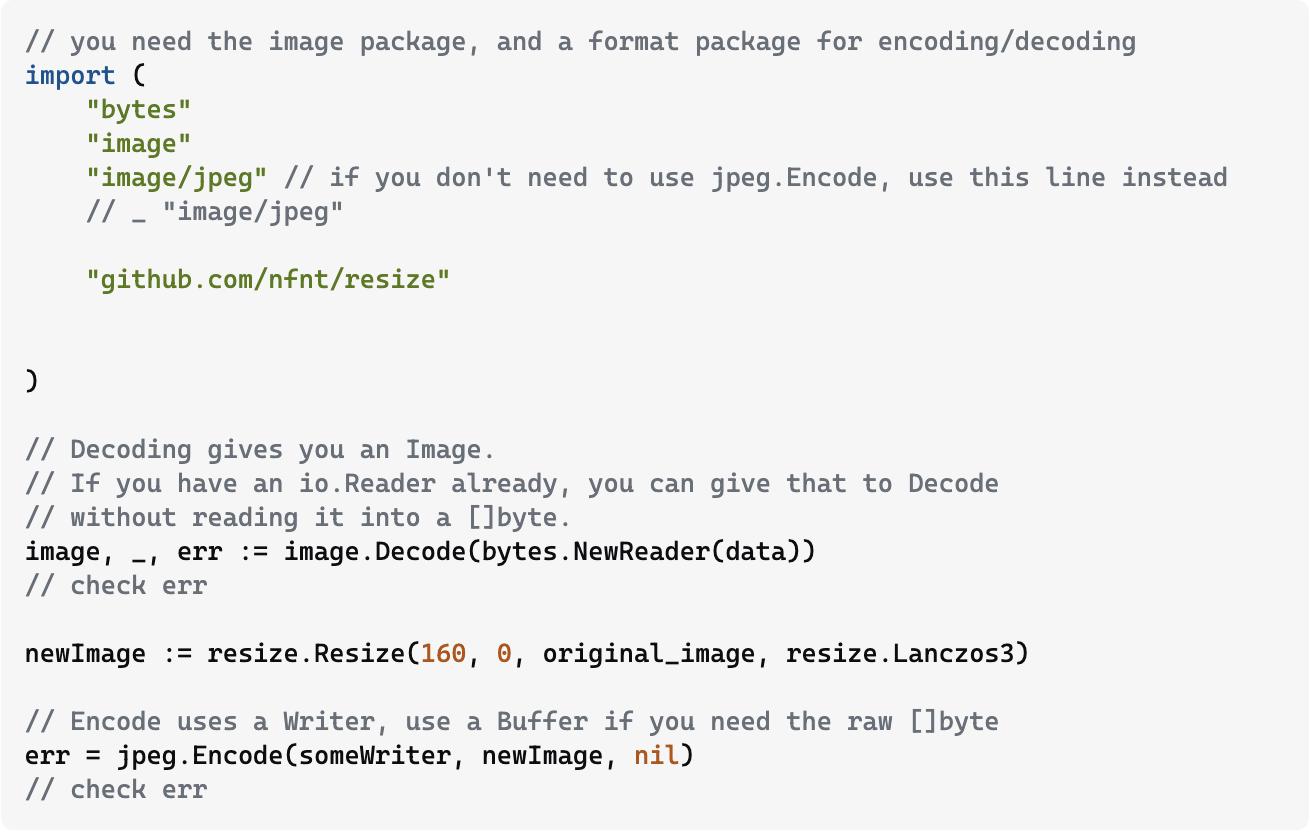 // you need the image package, and a format package for encoding/decoding
import (
    "bytes"
    "image"
    "image/jpeg" // if you don't need to use jpeg.Encode, use this line instead
    // _ "image/jpeg"

    "github.com/nfnt/resize"


)

// Decoding gives you an Image.
// If you have an io.Reader already, you can give that to Decode
// without reading it into a []byte.
image, _, err := image.Decode(bytes.NewReader(data))
// check err

newImage := resize.Resize(160, 0, original_image, resize.Lanczos3)

// Encode uses a Writer, use a Buffer if you need the raw []byte
err = jpeg.Encode(someWriter, newImage, nil)
// check err